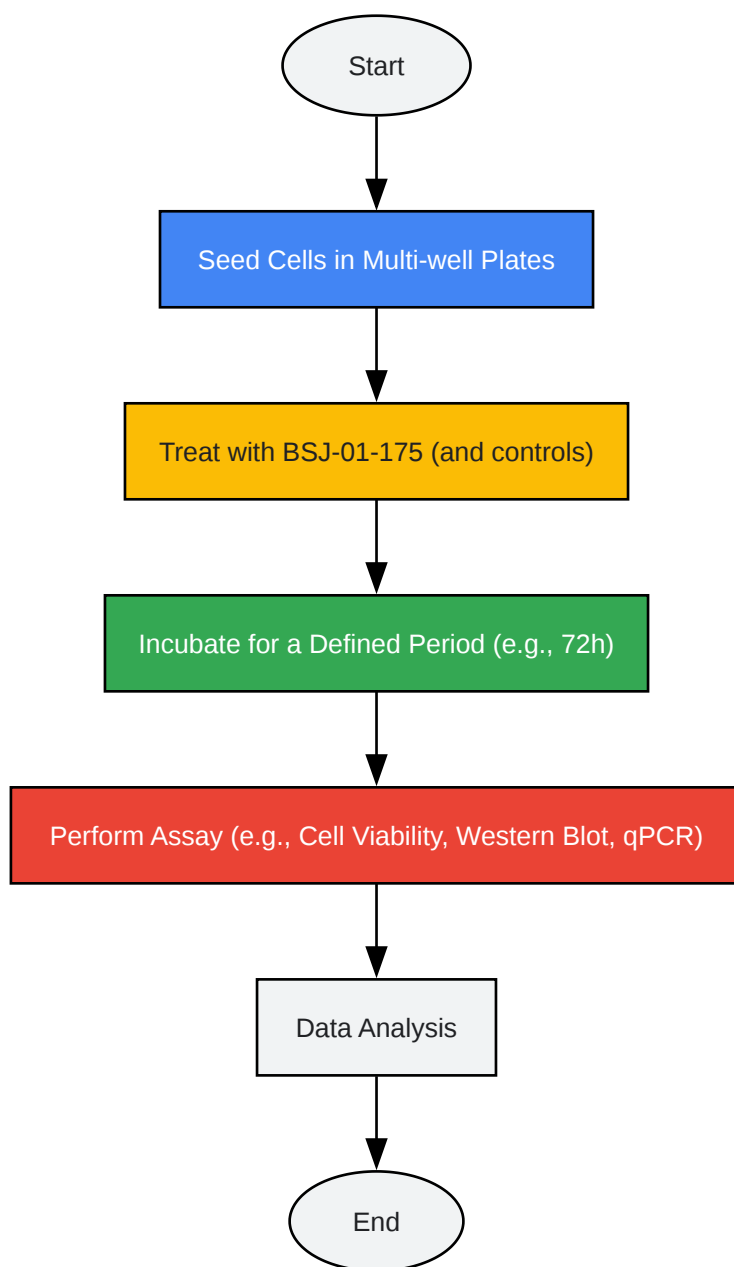 Start
Seed Cells in Multi-well Plates
Treat with BSJ-01-175 (and controls)
Incubate for a Defined Period (e.g., 72h)
Perform Assay (e.g., Cell Viability, Western Blot, qPCR)
Data Analysis
End